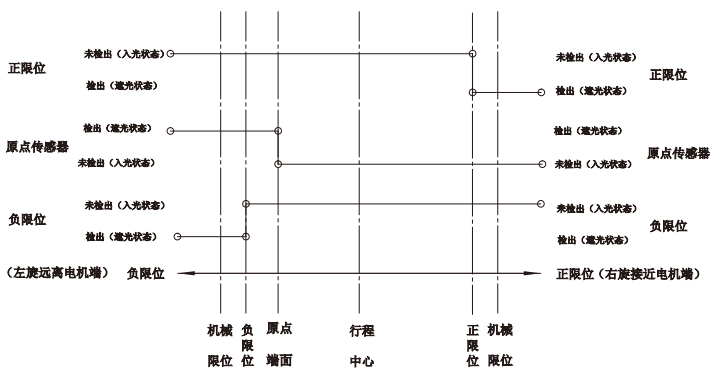 未检出（入光状态）
未检出（入光状态）
正限位
正限位
检出（遮光状态）
检出（遮光状态）
检出（遮光状态）
检出（遮光状态）
原点传感器
原点传感器
未检出（入光状态）
未检出（入光状态）
未检出（入光状态）
未检出（入光状态）
负限位
负限位
检出（遮光状态）
检出（遮光状态）
（左旋远离电机端） 负限位
正限位（右旋接近电机端）
机械
限位
负限位
原点
端面
行程
中心
正限位
机械
限位